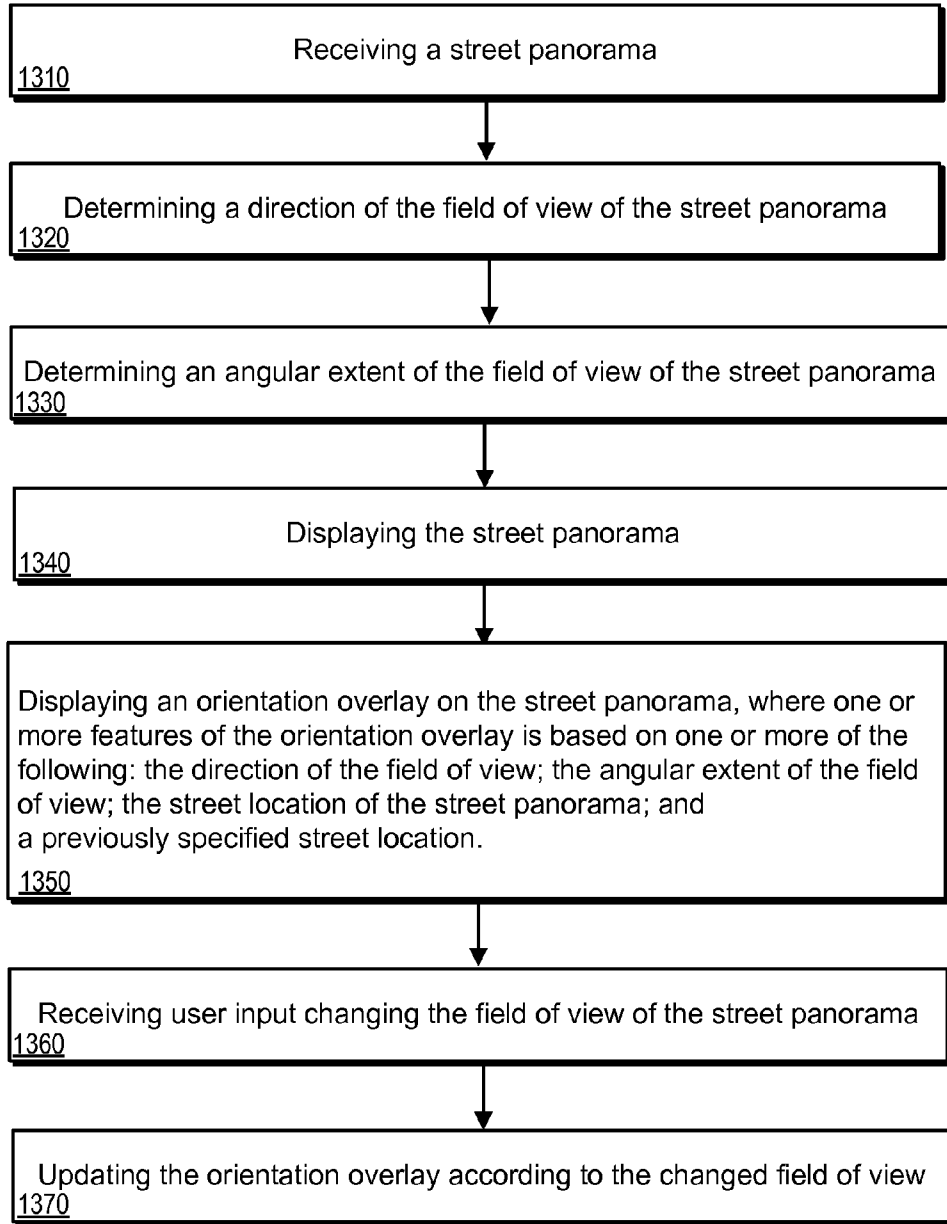 Receiving a street panorama
1310
Determining a direction of the field of view of the street panorama
1320
Determining an angular extent of the field of view of the street panorama
1330
Displaying the street panorama
1340
Displaying an orientation overlay on the street panorama, where one or
more features of the orientation overlay is based on one or more of the
following: the direction of the field of view; the angular extent of the field
of view; the street location of the street panorama; and
a previously specified street location.
1350
Receiving user input changing the field of view of the street panorama
1360
Updating the orientation overlay according to the changed field of view
1370